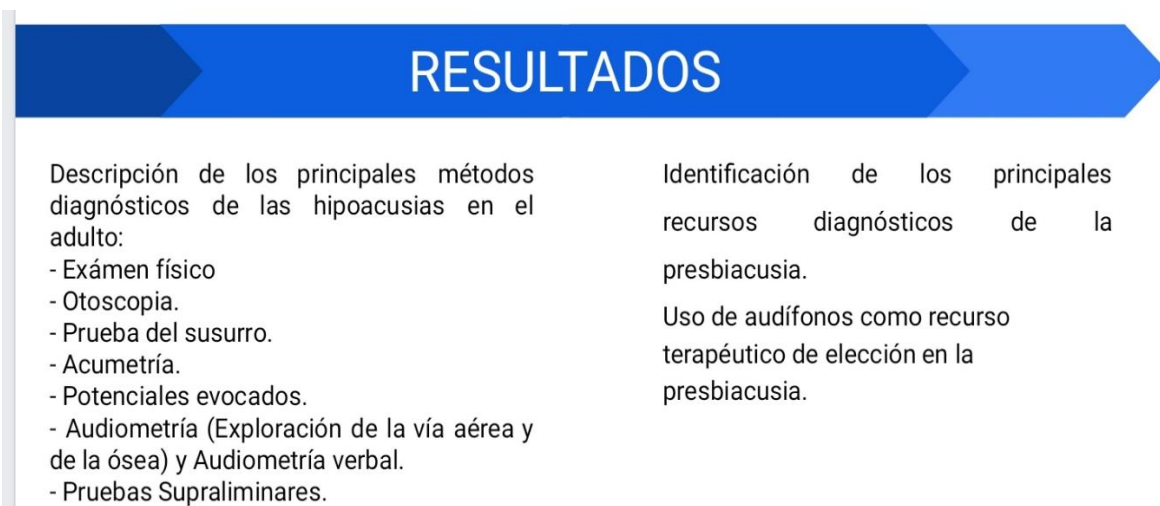 RESULTADOS
Descripción de los principales métodos
diagnósticos de las hipoacusias en el
adulto:
- Exámen físico
- Otoscopia.
- Prueba del susurro.
- Acumetría.
- Potenciales evocados.
- Audiometría (Exploración de la vía aérea y
de la ósea) y Audiometría verbal.
- Pruebas Supraliminares.
Identificación de los principales
recursos diagnósticos de la
presbiacusia.
Uso de audífonos como recurso
terapéutico de elección en la
presbiacusia.